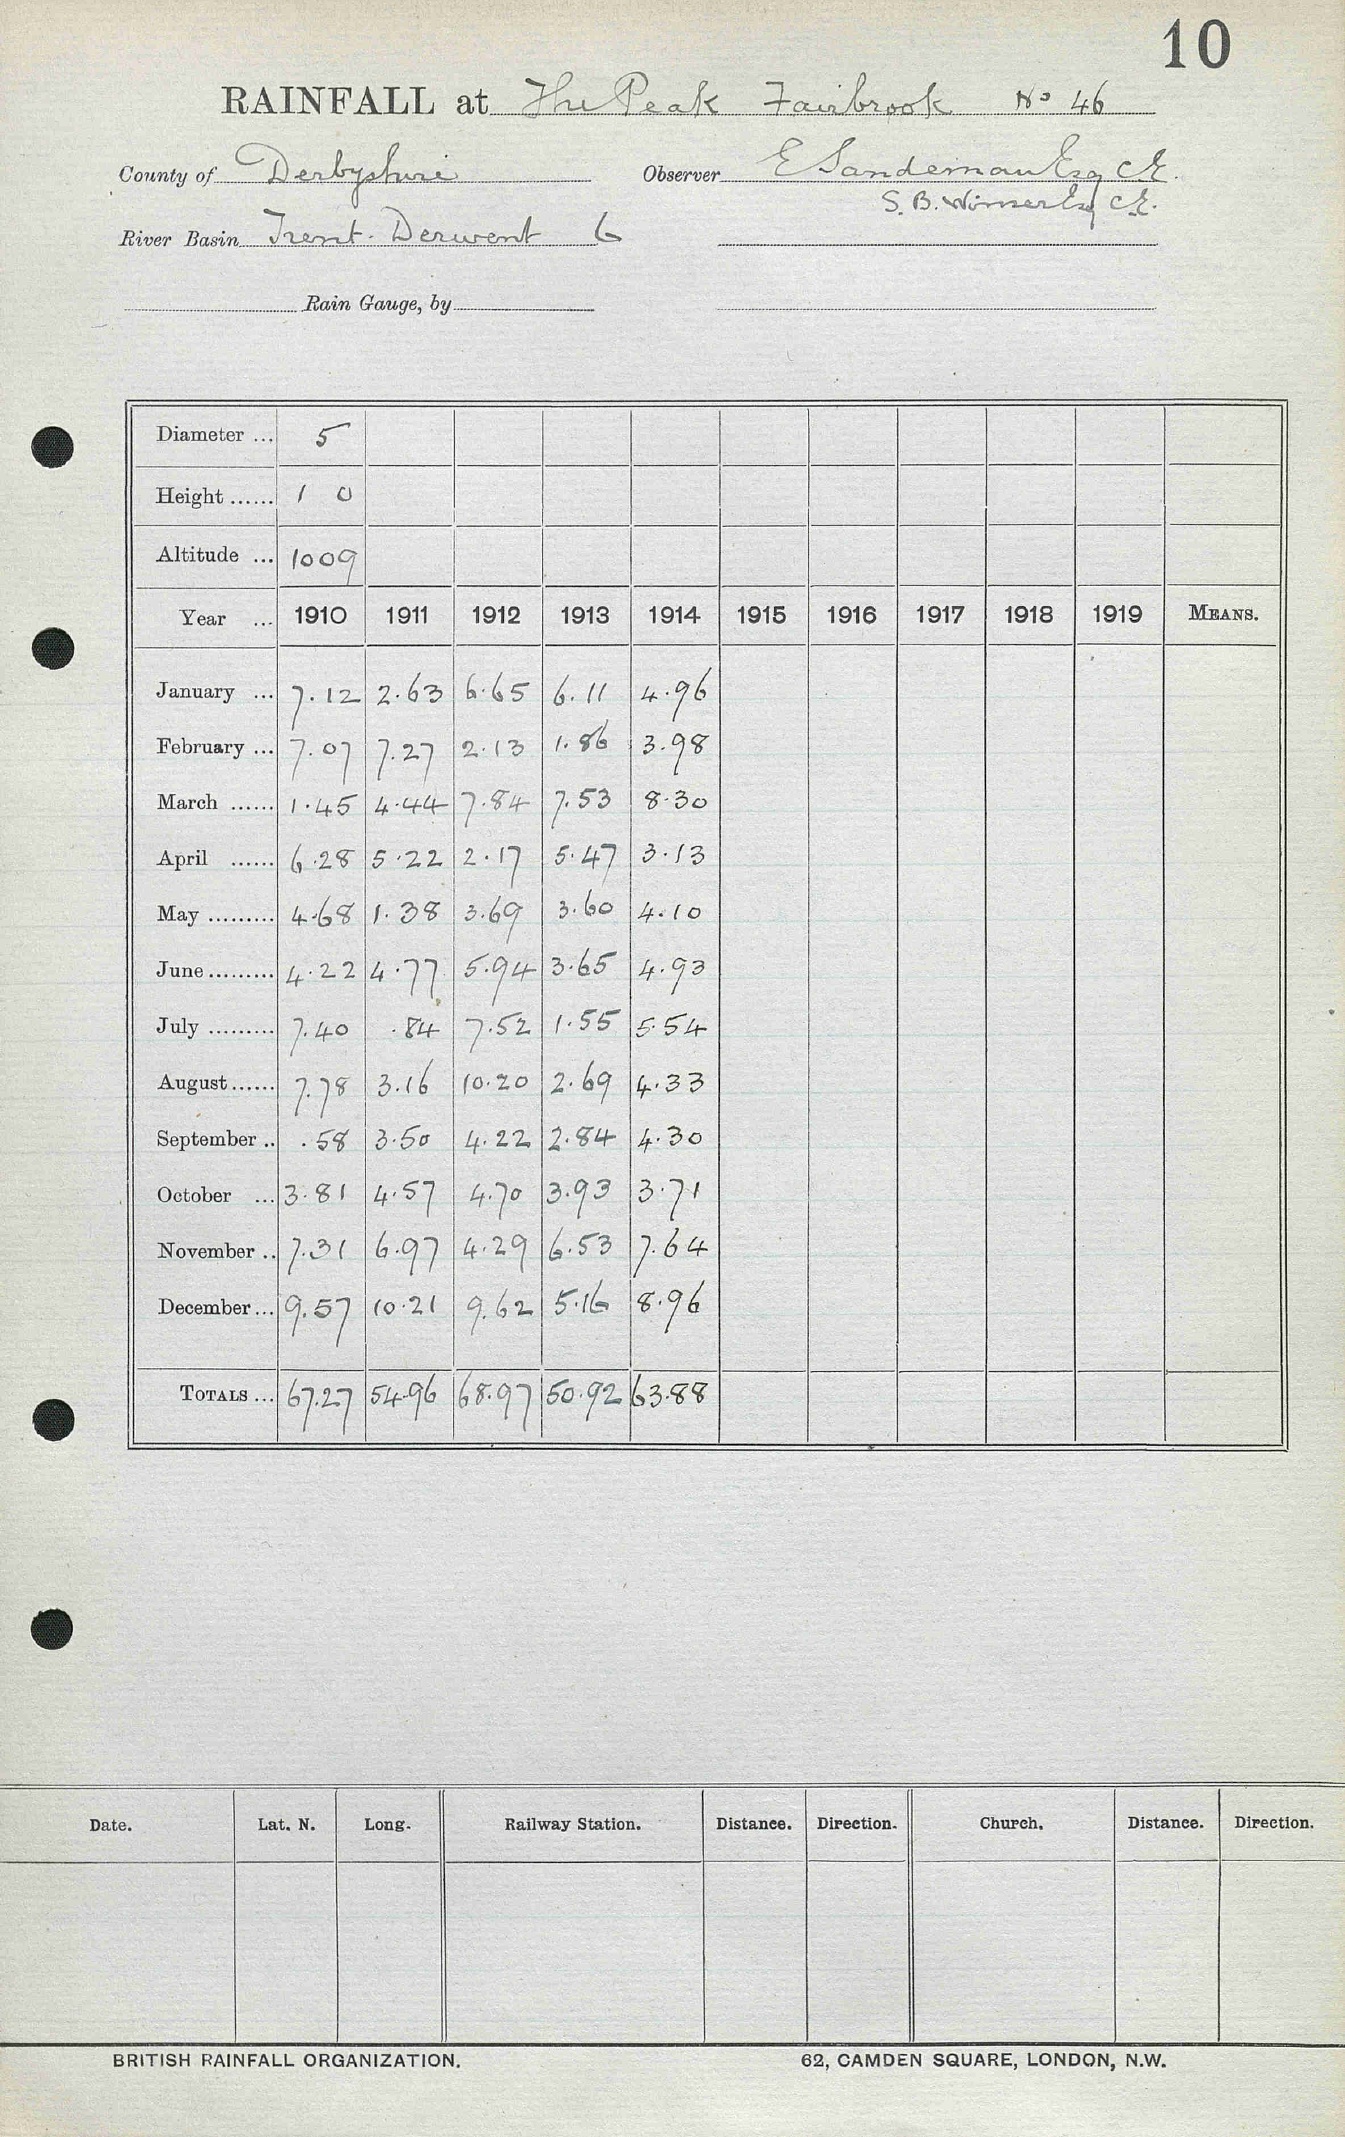 10
RAINFALL at The Peak Fairbrook No 46
County of Derbyshire Observer E Sandeman Esq C.E.
S. B. Winser Esq C.E.
River Basin Trent. Derwent 6
Rain Gauge, by
Diameter ... 5
Height ...... 1 0
Altitude ... 1009
Year ... 1910 1911 1912 1913 1914 1915 1916 1917 1918 1919 MEANS.
January ... 7.12 2.63 6.65 6.11 4.96
February ... 7.07 7.27 2.13 1.86 3.98
March ...... 1.45 4.44 7.84 7.53 8.30
April ...... 6.28 5.22 2.17 5.47 3.13
May ......... 4.68 1.38 3.69 3.60 4.10
June ......... 4.22 4.77 5.94 3.65 4.93
July ......... 7.40 .84 7.52 1.55 5.54
August ...... 7.78 3.16 10.20 2.69 4.33
September .. .58 3.50 4.22 2.84 4.30
October ... 3.81 4.57 4.70 3.93 3.71
November .. 7.31 6.97 4.29 6.53 7.64
December ... 9.57 10.21 9.62 5.16 8.96
TOTALS ... 67.27 54.96 68.97 50.92 63.88
Date. Lat. N. Long. Railway Station. Distance. Direction. Church. Distance. Direction.
BRITISH RAINFALL ORGANIZATION. 62, CAMDEN SQUARE, LONDON, N.W.